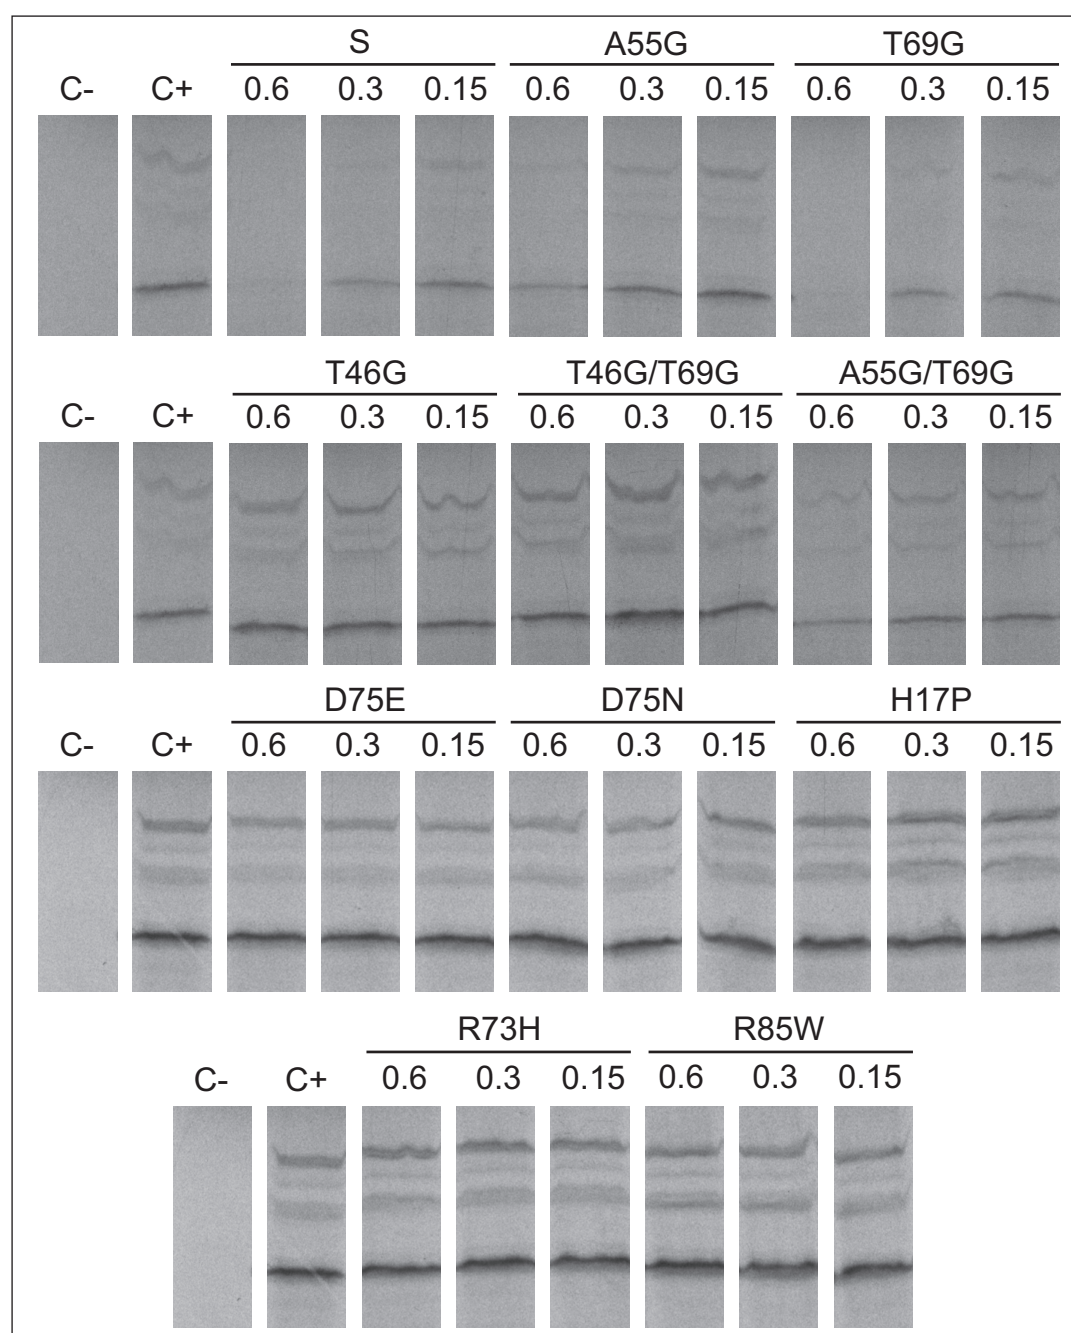 S A55G T69G
C- C+ 0.6 0.3 0.15 0.6 0.3 0.15 0.6 0.3 0.15
T46G T46G/T69G A55G/T69G
C- C+ 0.6 0.3 0.15 0.6 0.3 0.15 0.6 0.3 0.15
D75E D75N H17P
C- C+ 0.6 0.3 0.15 0.6 0.3 0.15 0.6 0.3 0.15
R73H R85W
C- C+ 0.6 0.3 0.15 0.6 0.3 0.15